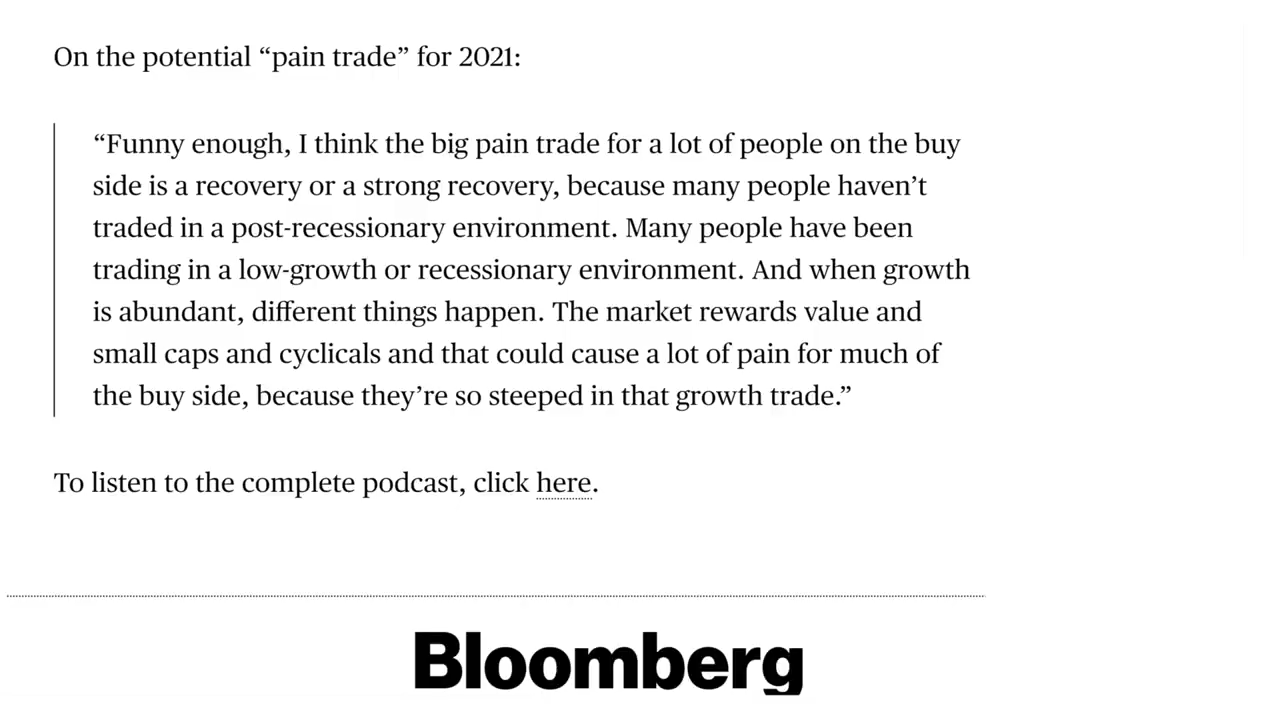 On the potential “pain trade” for 2021:
“Funny enough, I think the big pain trade for a lot of people on the buy
side is a recovery or a strong recovery, because many people haven’t
traded in a post-recessionary environment. Many people have been
trading in a low-growth or recessionary environment. And when growth
is abundant, different things happen. The market rewards value and
small caps and cyclicals and that could cause a lot of pain for much of
the buy side, because they’re so steeped in that growth trade.”
To listen to the complete podcast, click here.
Bloomberg